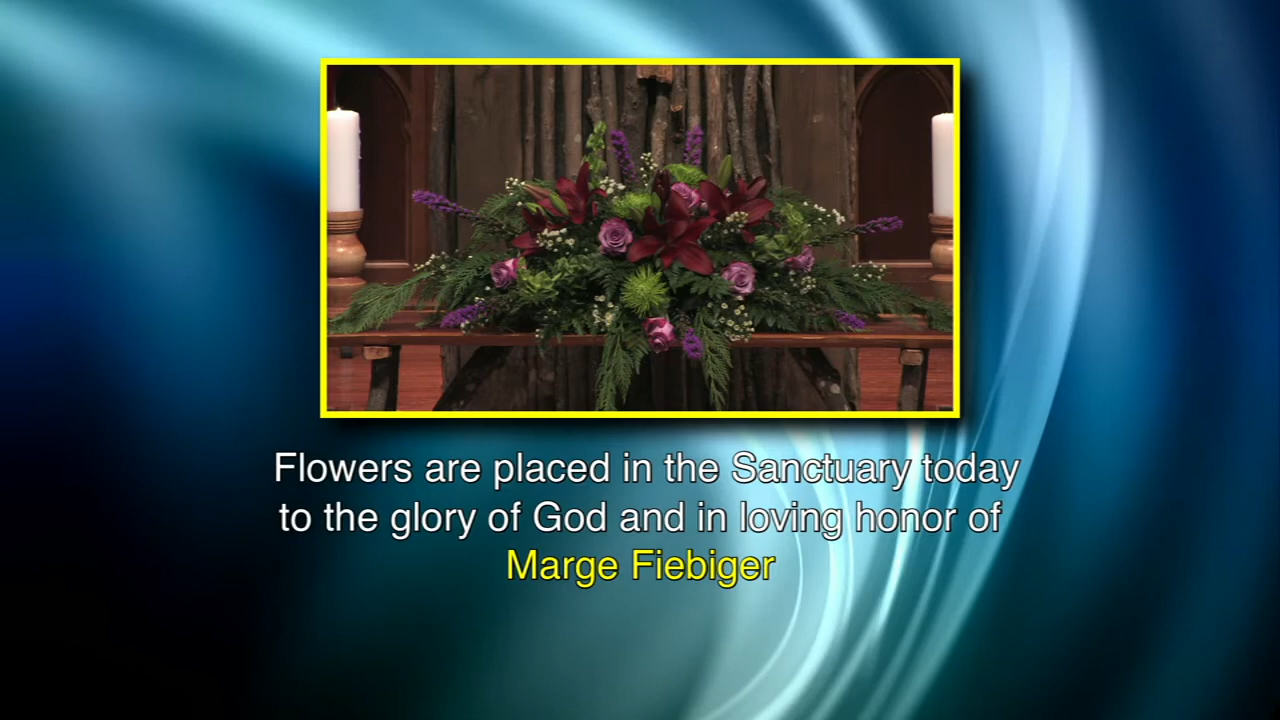 Flowers are placed in the Sanctuary today
to the glory of God and in loving honor of
Marge Fiebiger